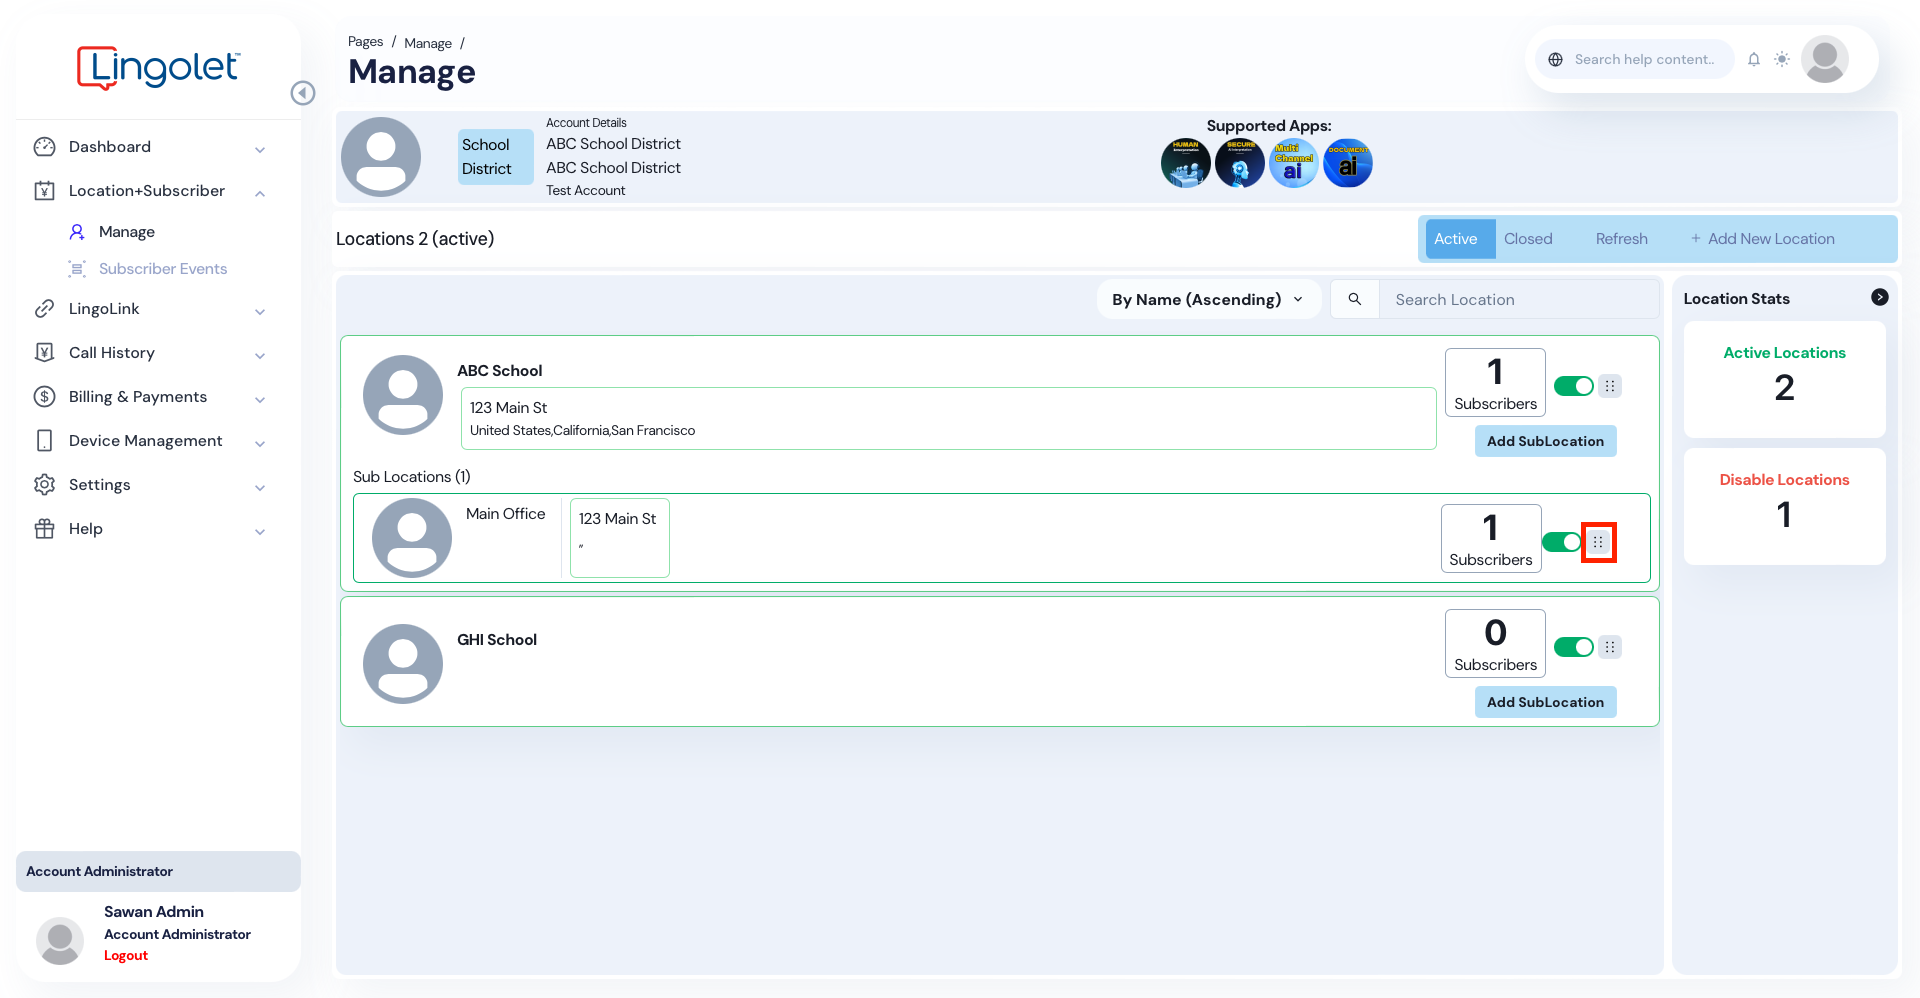 Lingolet™
Dashboard
Location+Subscriber
Manage
Subscriber Events
LingoLink
Call History
Billing & Payments
Device Management
Settings
Help
Account Administrator
Sawan Admin
Account Administrator
Logout
Pages / Manage /
Manage
Search help content..
School
District
Account Details
ABC School District
ABC School District
Test Account
Supported Apps:
HUMAN
Interpretation
SECURE
AI Interpretation
Multi
Channel
ai
DOCUMENT
ai
Locations 2 (active)
Active
Closed
Refresh
+ Add New Location
By Name (Ascending)
Search Location
ABC School
123 Main St
United States,California,San Francisco
1
Subscribers
Add SubLocation
Sub Locations (1)
Main Office
123 Main St
,,
1
Subscribers
GHI School
0
Subscribers
Add SubLocation
Location Stats
Active Locations
2
Disable Locations
1